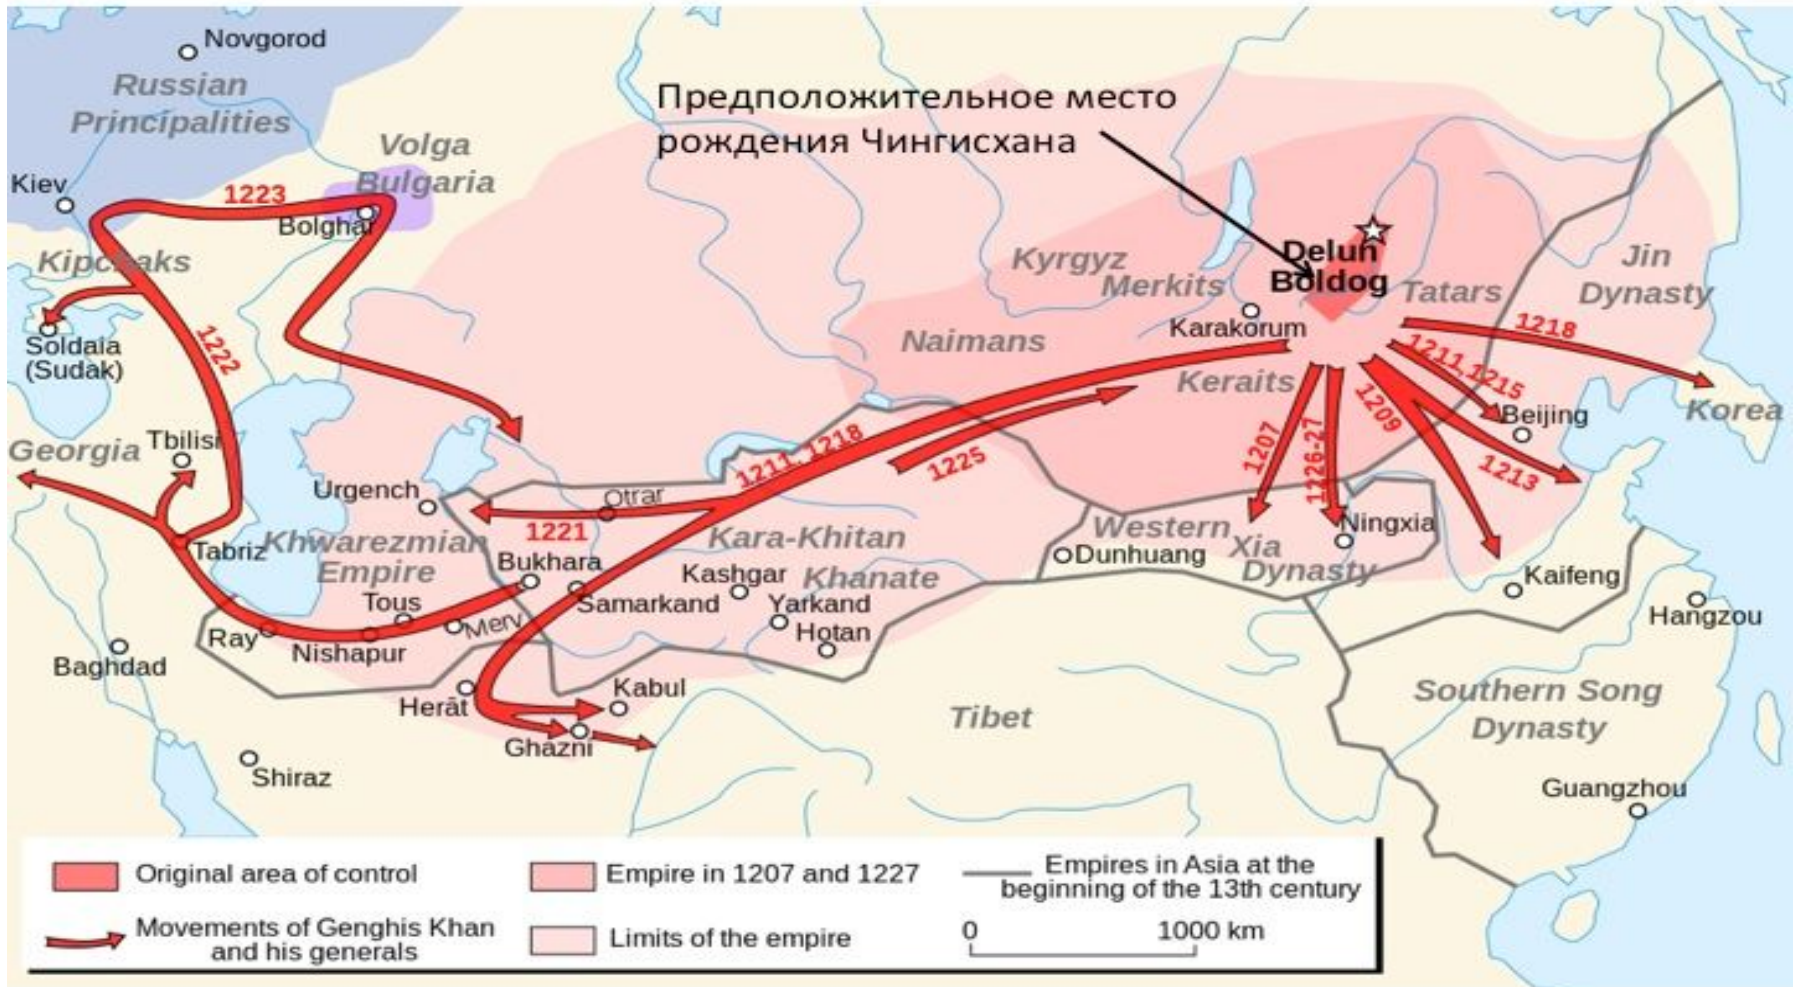 Novgorod
Russian
Principalities
Предположительное место
рождения Чингисхана
Volga
Bulgaria
Kiev
1223
Bolghar
Kipchaks
Delun
Boldog
Jin
Dynasty
Kyrgyz
Merkits
Tatars
Karakorum
Naimans
Keraits
Soldaia
(Sudak)
1222
1218
1211,1215
1209
Beijing
Korea
Georgia
Tbilisi
1211, 1218
1225
1207
1226-27
1213
Urgench
Otrar
1221
Khwarezmian
Empire
Tabriz
Bukhara
Kara-Khitan
Khanate
Western
Xia
Dynasty
Ningxia
Dunhuang
Kashgar
Samarkand
Yarkand
Hotan
Kaifeng
Hangzou
Tous
Merv
Ray
Nishapur
Baghdad
Herāt
Kabul
Ghazni
Tibet
Southern Song
Dynasty
Shiraz
Guangzhou
Original area of control
Empire in 1207 and 1227
Empires in Asia at the
beginning of the 13th century
Movements of Genghis Khan
and his generals
Limits of the empire
0 1000 km